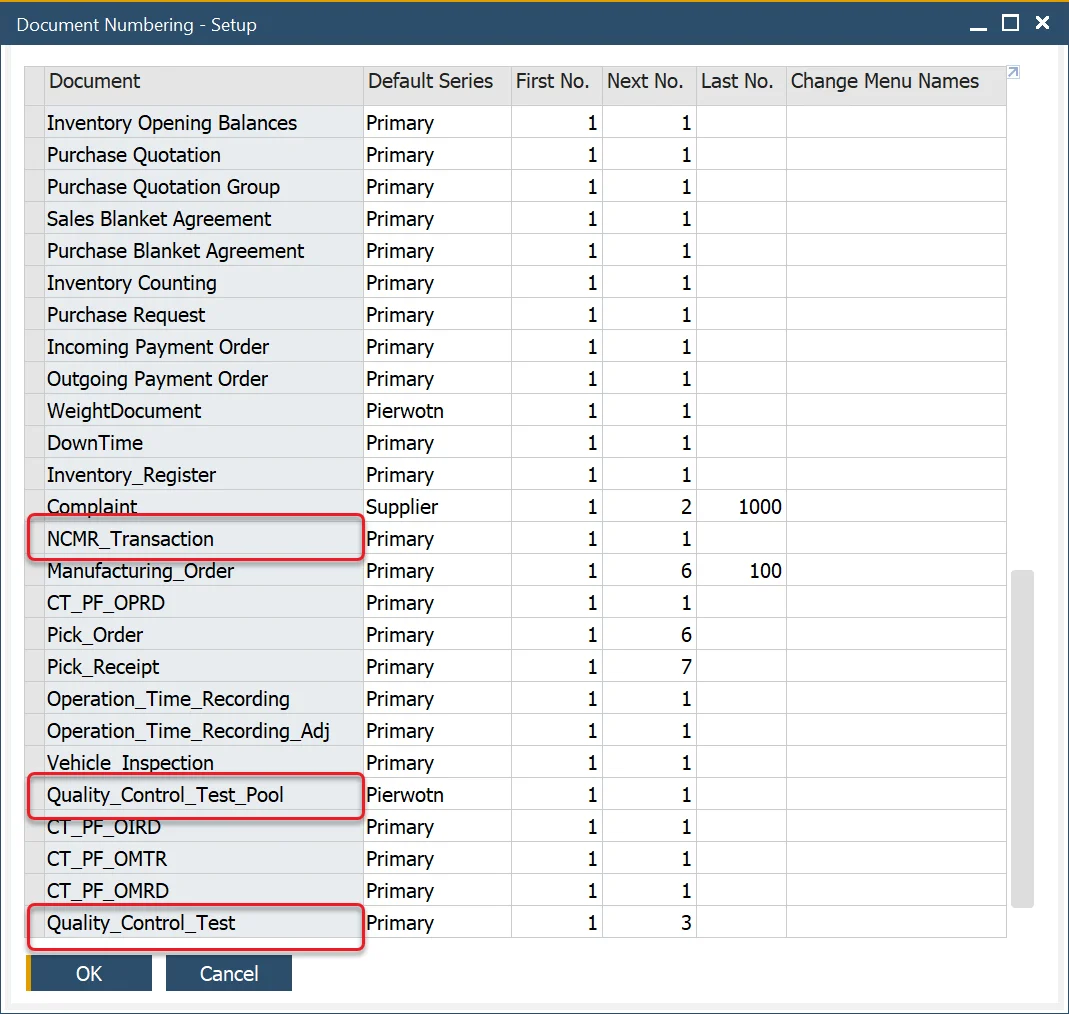 Document Numbering - Setup
Document Default Series First No. Next No. Last No. Change Menu Names
Inventory Opening Balances Primary 1 1
Purchase Quotation Primary 1 1
Purchase Quotation Group Primary 1 1
Sales Blanket Agreement Primary 1 1
Purchase Blanket Agreement Primary 1 1
Inventory Counting Primary 1 1
Purchase Request Primary 1 1
Incoming Payment Order Primary 1 1
Outgoing Payment Order Primary 1 1
WeightDocument Pierwotn 1 1
DownTime Primary 1 1
Inventory_Register Primary 1 1
Complaint Supplier 1 2 1000
NCMR_Transaction Primary 1 1
Manufacturing_Order Primary 1 6 100
CT_PF_OPRD Primary 1 1
Pick_Order Primary 1 6
Pick_Receipt Primary 1 7
Operation_Time_Recording Primary 1 1
Operation_Time_Recording_Adj Primary 1 1
Vehicle_Inspection Primary 1 1
Quality_Control_Test_Pool Pierwotn 1 1
CT_PF_OIRD Primary 1 1
CT_PF_OMTR Primary 1 1
CT_PF_OMRD Primary 1 1
Quality_Control_Test Primary 1 3
OK Cancel